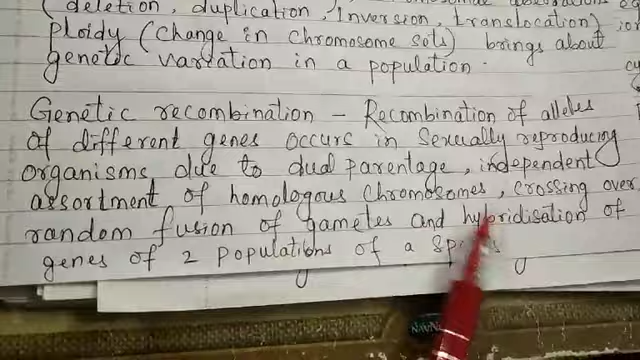 (deletion, duplication, Inversion, translocation)
Ploidy (Change in Chromosome Sets) brings about
genetic variation in a population.
Genetic recombination – Recombination of alleles
of different genes occurs in Sexually reproducing
organisms, due to dual parentage, independent
assortment of homologous Chromosomes, Crossing over
random fusion of gametes and hybridisation of
genes of 2 populations of a